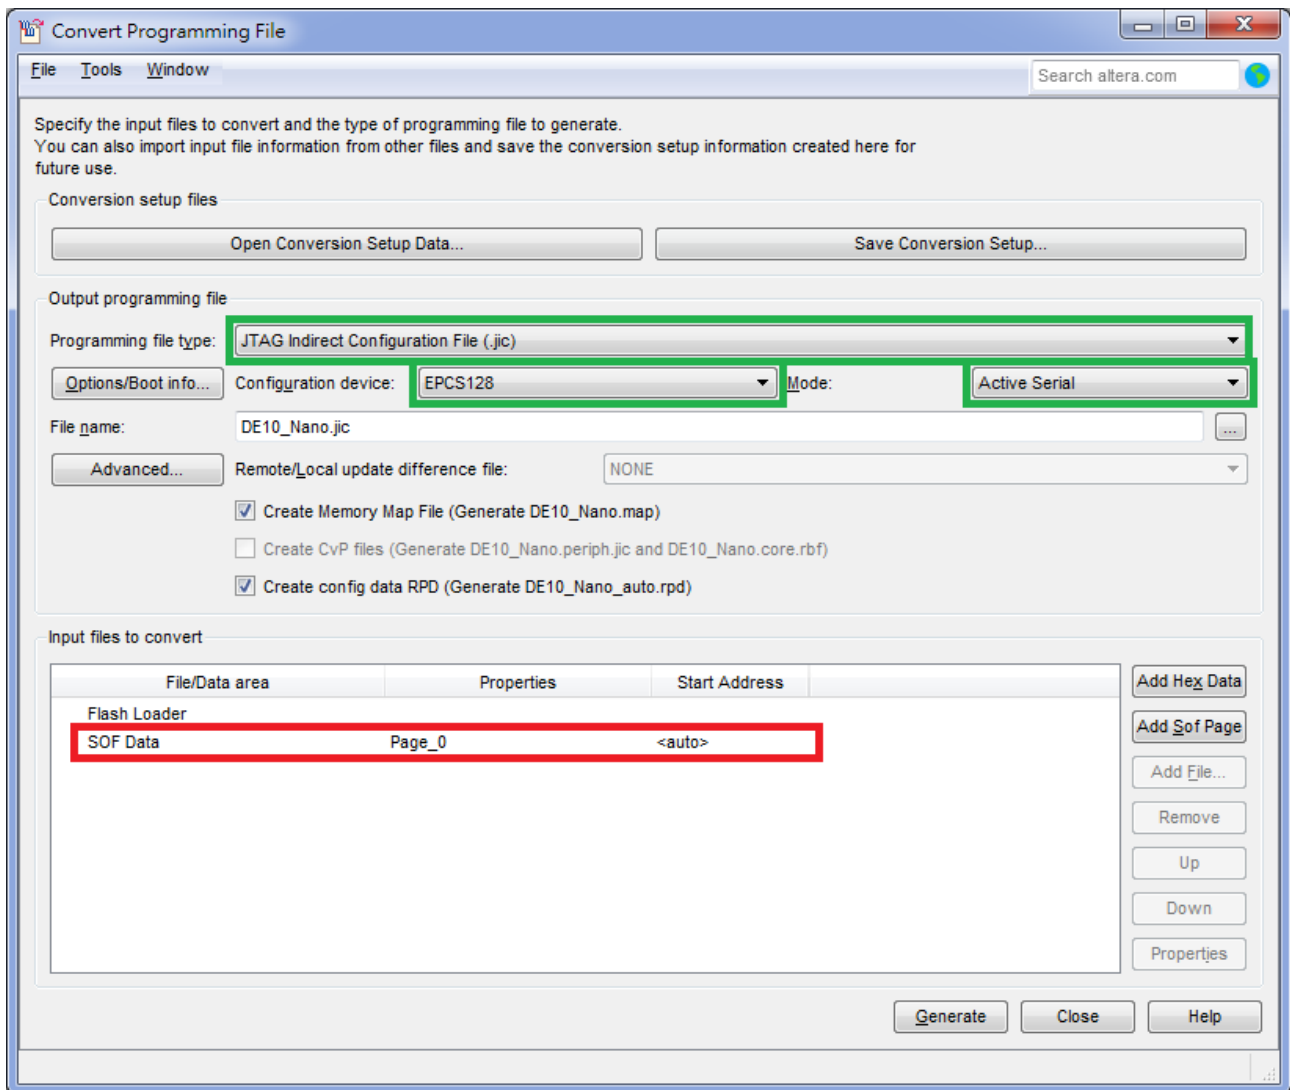 Convert Programming File
File Tools Window
Search altera.com
Specify the input files to convert and the type of programming file to generate.
You can also import input file information from other files and save the conversion setup information created here for
future use.
Conversion setup files
Open Conversion Setup Data...
Save Conversion Setup...
Output programming file
Programming file type: JTAG Indirect Configuration File (.jic)
Options/Boot info... Configuration device: EPCS128 Mode: Active Serial
File name: DE10_Nano.jic ...
Advanced... Remote/Local update difference file: NONE
Create Memory Map File (Generate DE10_Nano.map)
Create CvP files (Generate DE10_Nano.periph.jic and DE10_Nano.core.rbf)
Create config data RPD (Generate DE10_Nano_auto.rpd)
Input files to convert
File/Data area Properties Start Address
Flash Loader
SOF Data Page_0 <auto>
Add Hex Data
Add Sof Page
Add File...
Remove
Up
Down
Properties
Generate Close Help